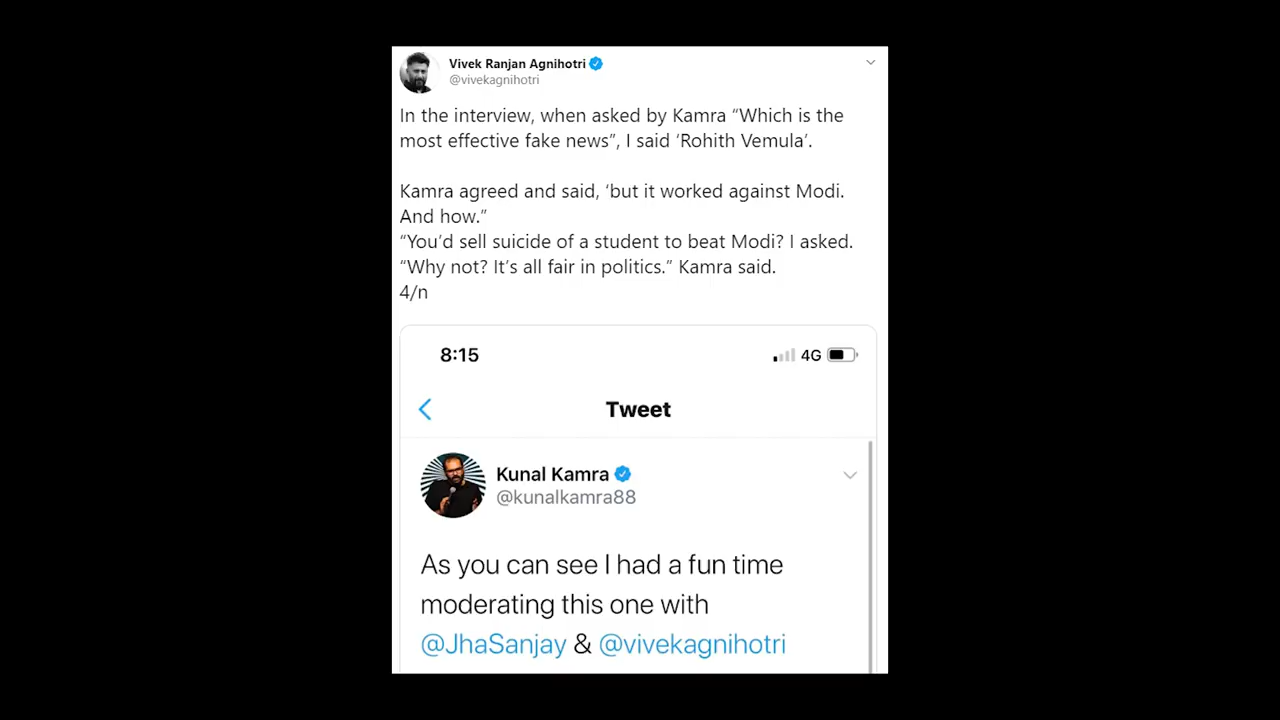 Vivek Ranjan Agnihotri
@vivekagnihotri
In the interview, when asked by Kamra “Which is the
most effective fake news”, I said ‘Rohith Vemula’.
Kamra agreed and said, ‘but it worked against Modi.
And how.”
“You’d sell suicide of a student to beat Modi? I asked.
“Why not? It’s all fair in politics.” Kamra said.
4/n
8:15 4G
Tweet
Kunal Kamra
@kunalkamra88
As you can see I had a fun time
moderating this one with
@JhaSanjay & @vivekagnihotri